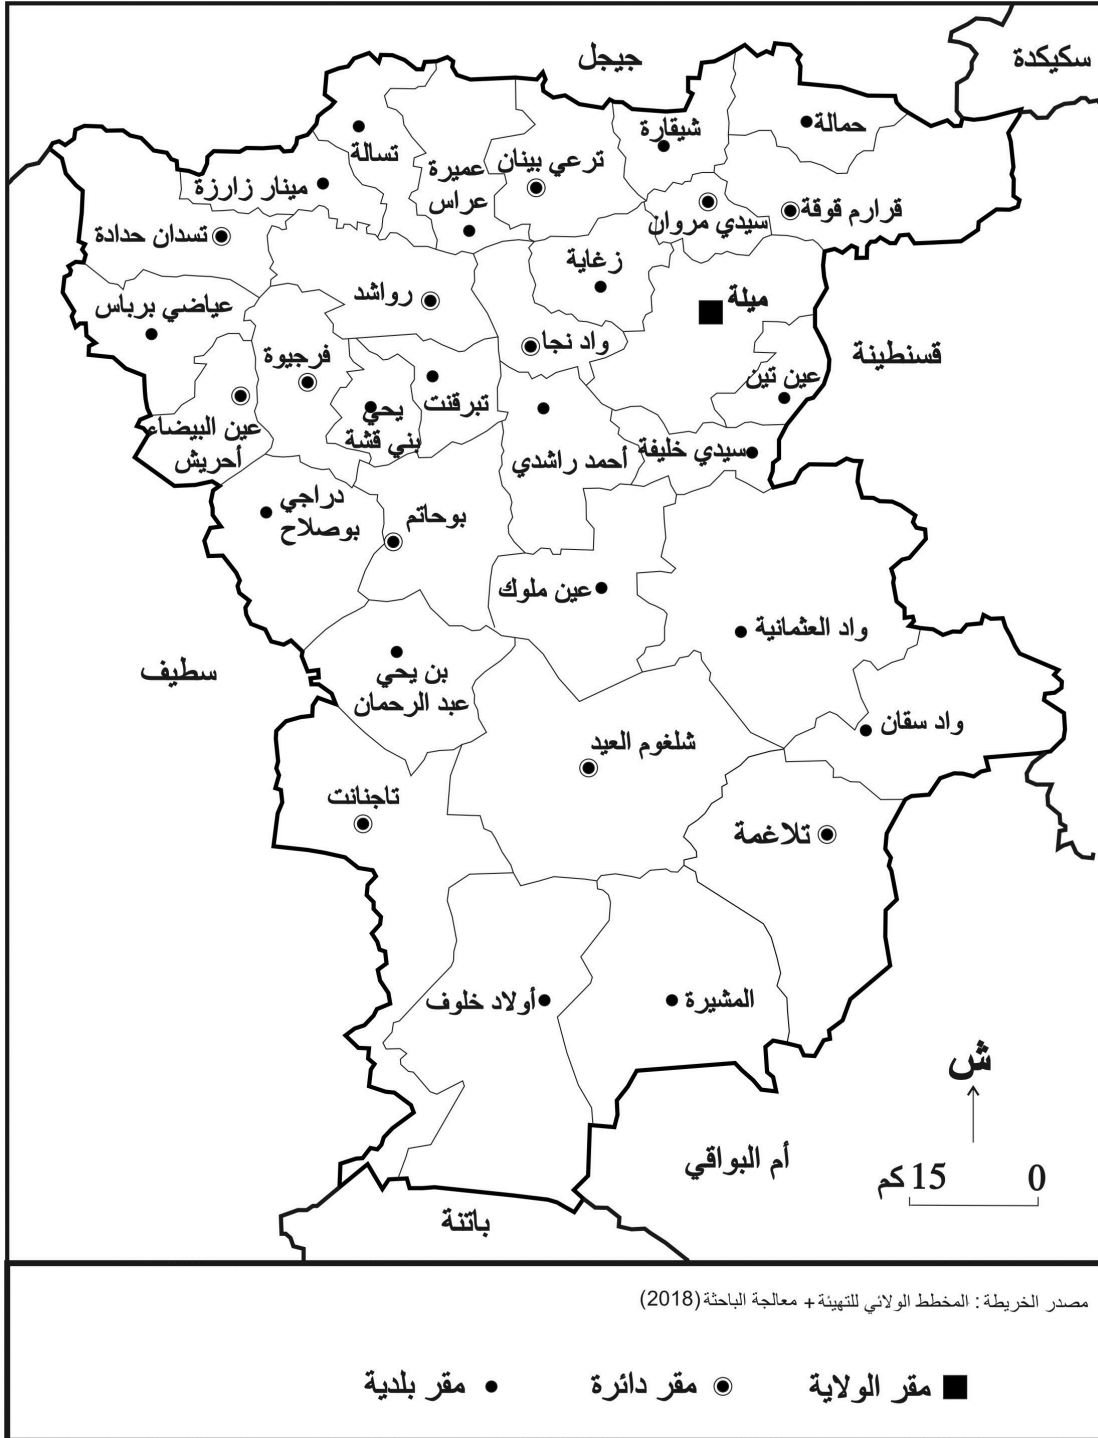 جيجل
سكيكدة
شيقارة
حمالة
تسالة
ترعي بينان
عميرة
عراس
مينار زارزة
قرارم قوقة
سيدي مروان
تسدان حدادة
زغاية
رواشد
ميلة
عياضي برباس
واد نجا
قسنطينة
فرجيوة
عين تين
تبرقنت
يحي
بني قشة
عين البيضاء
أحريش
سيدي خليفة
أحمد راشدي
دراجي
بوصلاح
بوحاتم
عين ملوك
واد العثمانية
سطيف
بن يحي
عبد الرحمان
واد سقان
شلغوم العيد
تاجنانت
تلاغمة
أولاد خلوف
المشيرة
ش
أم البواقي
15 كم
0
باتنة
مصدر الخريطة : المخطط الولائي للتهيئة + معالجة الباحثة (2018)
مقر الولاية
مقر دائرة
مقر بلدية